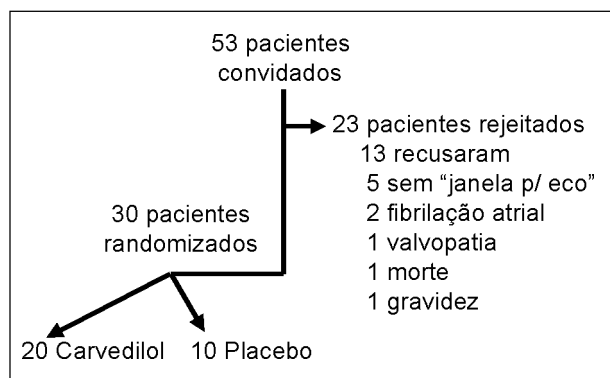 53 pacientes
convidados
23 pacientes rejeitados
13 recusaram
5 sem “janela p/ eco”
2 fibrilação atrial
1 valvopatia
1 morte
1 gravidez
30 pacientes
randomizados
20 Carvedilol
10 Placebo